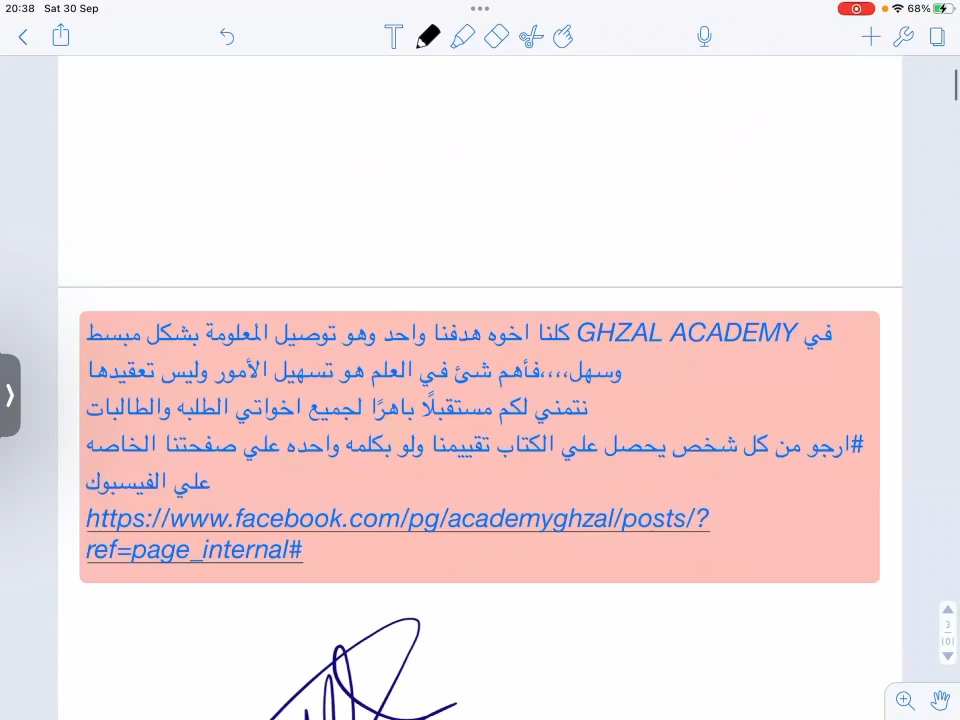 20:38 Sat 30 Sep
68%
في GHZAL ACADEMY كلنا اخوه هدفنا واحد وهو توصيل المعلومة بشكل مبسط
وسهل،،،،فأهم شئ في العلم هو تسهيل الأمور وليس تعقيدها
نتمني لكم مستقبلًا باهرًا لجميع اخواتي الطلبه والطالبات
#ارجو من كل شخص يحصل علي الكتاب تقييمنا ولو بكلمه واحده علي صفحتنا الخاصه
علي الفيسبوك
https://www.facebook.com/pg/academyghzal/posts/?
ref=page_internal#
3
101